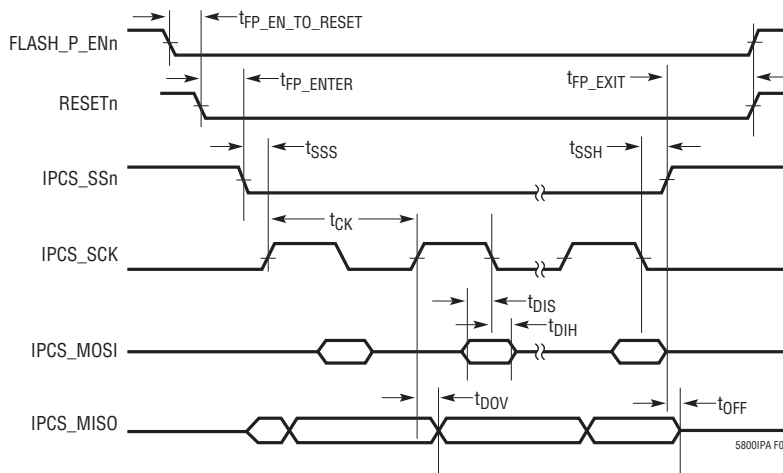 FLASH_P_ENn
tFP_EN_TO_RESET
RESETn
tFP_ENTER
tFP_EXIT
IPCS_SSn
tSSS
tSSH
IPCS_SCK
tCK
tDIS
tDIH
IPCS_MOSI
IPCS_MISO
tDOV
tOFF
5800IPA F0